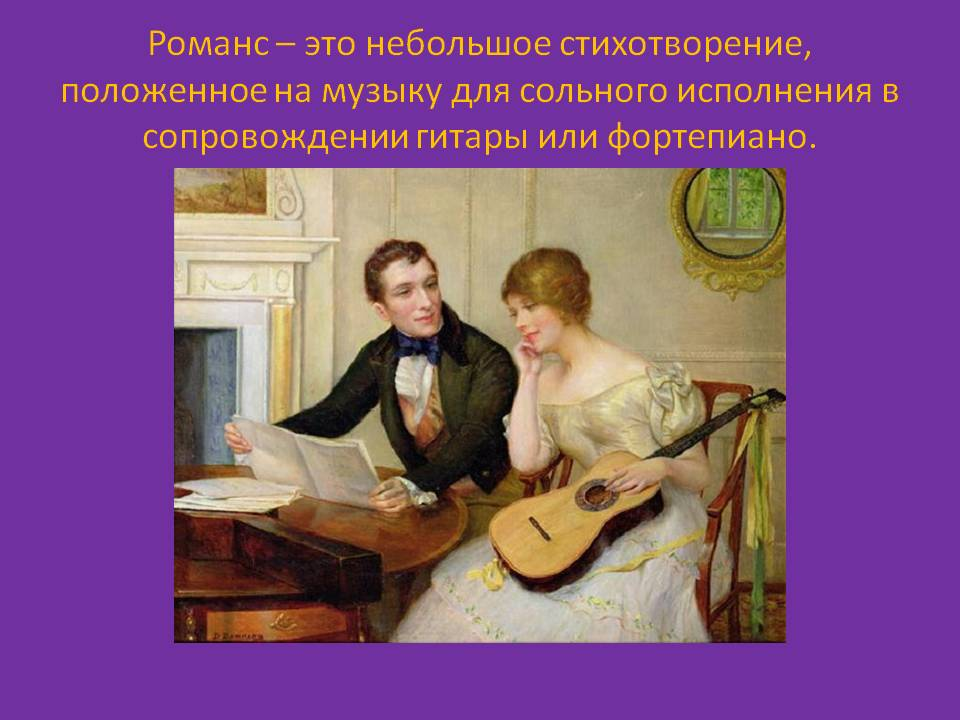 Романс – это небольшое стихотворение,
положенное на музыку для сольного исполнения в
сопровождении гитары или фортепиано.